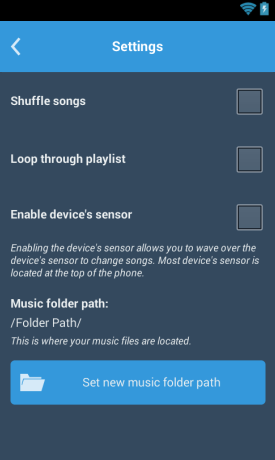 Settings
Shuffle songs
Loop through playlist
Enable device's sensor
Enabling the device's sensor allows you to wave over the
device's sensor to change songs. Most device's sensor is
located at the top of the phone.
Music folder path:
/Folder Path/
This is where your music files are located.
Set new music folder path